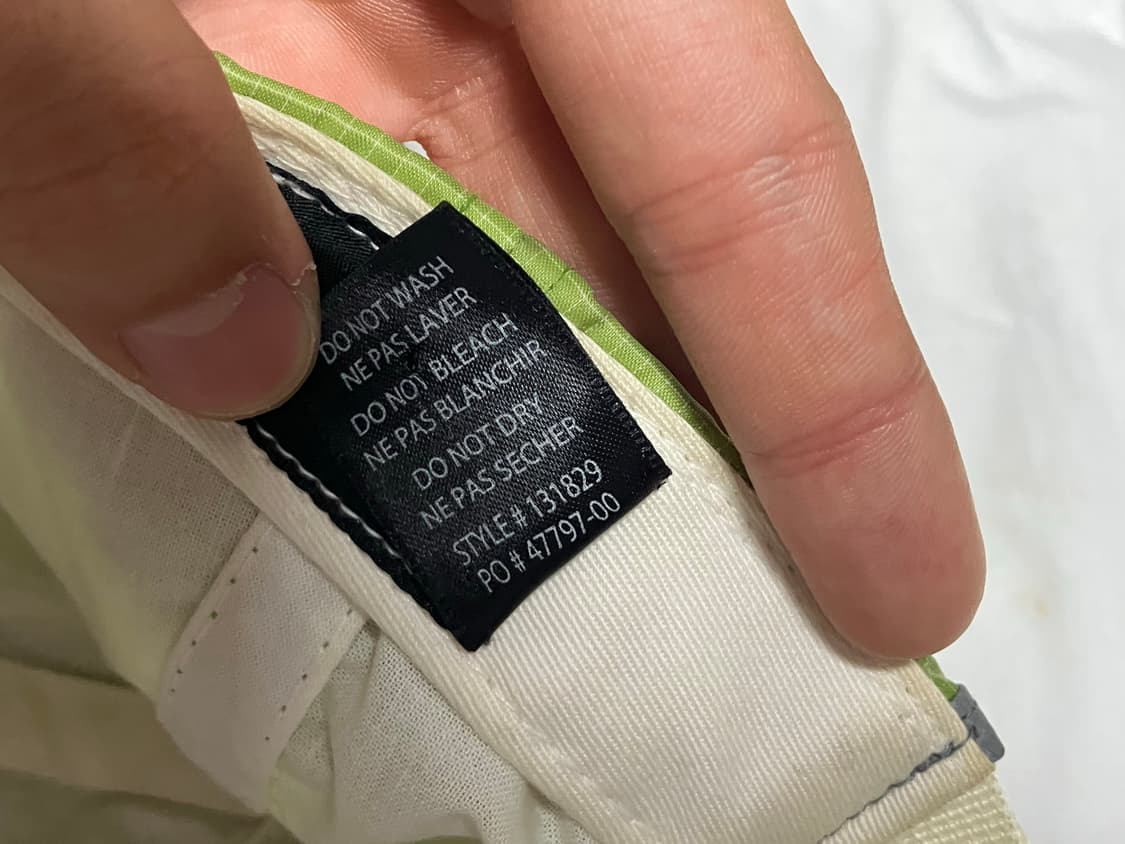 DO NOT WASH
NE PAS LAVER
DO NOT BLEACH
NE PAS BLANCHIR
DO NOT DRY
NE PAS SECHER
STYLE # 131829
PO # 47797-00